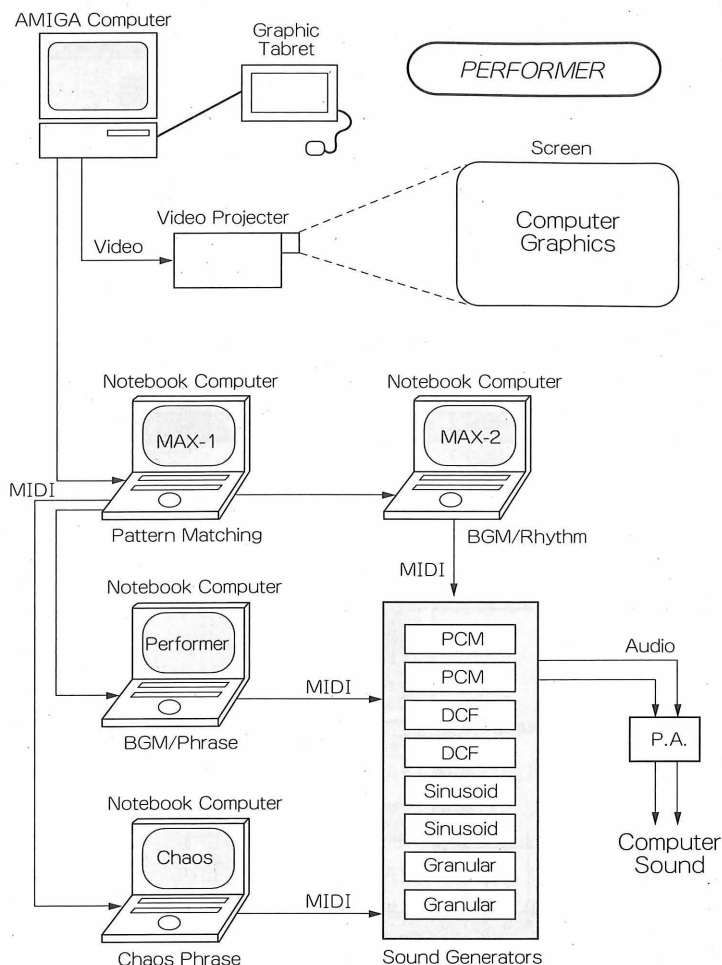 AMIGA Computer
Graphic
Tabret
PERFORMER
Screen
Video Projecter
Computer
Graphics
Video
Notebook Computer
Notebook Computer
MAX-1
MAX-2
MIDI
Pattern Matching
BGM/Rhythm
MIDI
Notebook Computer
Performer
MIDI
BGM/Phrase
PCM
PCM
DCF
DCF
Sinusoid
Sinusoid
Granular
Granular
Audio
P.A.
Computer
Sound
Notebook Computer
Chaos
MIDI
Chaos Phrase
Sound Generators